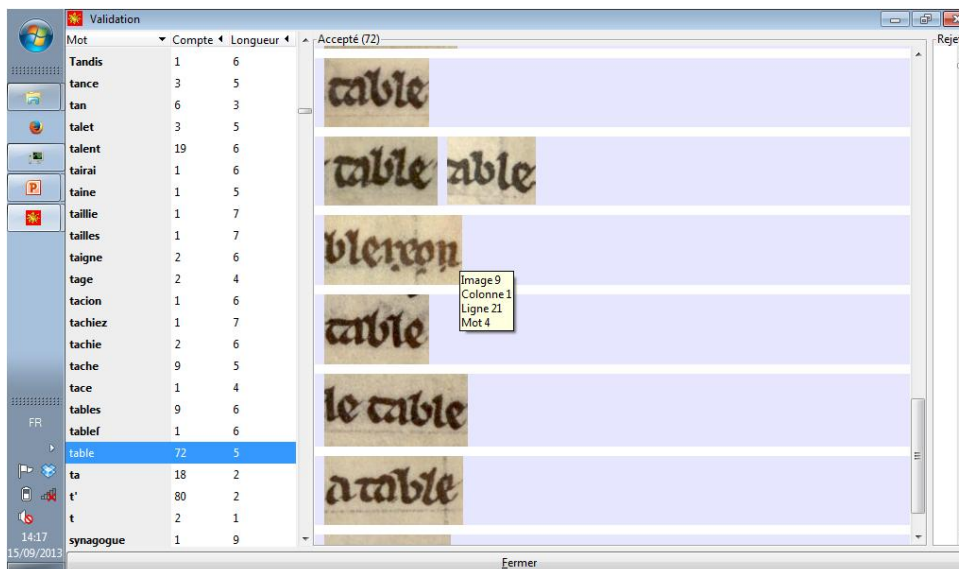 Validation
Mot Compte Longueur
Tandis 1 6
tance 3 5
tan 6 3
talet 3 5
talent 19 6
tairai 1 6
taine 1 5
taillie 1 7
tailles 1 7
taigne 2 6
tage 2 4
tacion 1 6
tachiez 1 7
tachie 2 6
tache 9 5
tace 1 4
tables 9 6
tableſ 1 6
table 72 5
ta 18 2
t' 80 2
t 2 1
synagogue 1 9
Accepté (72)
table
table able
table
le table
a table
Image 9
Colonne 1
Ligne 21
Mot 4
Reje
FR
14:17
15/09/2013
Fermer